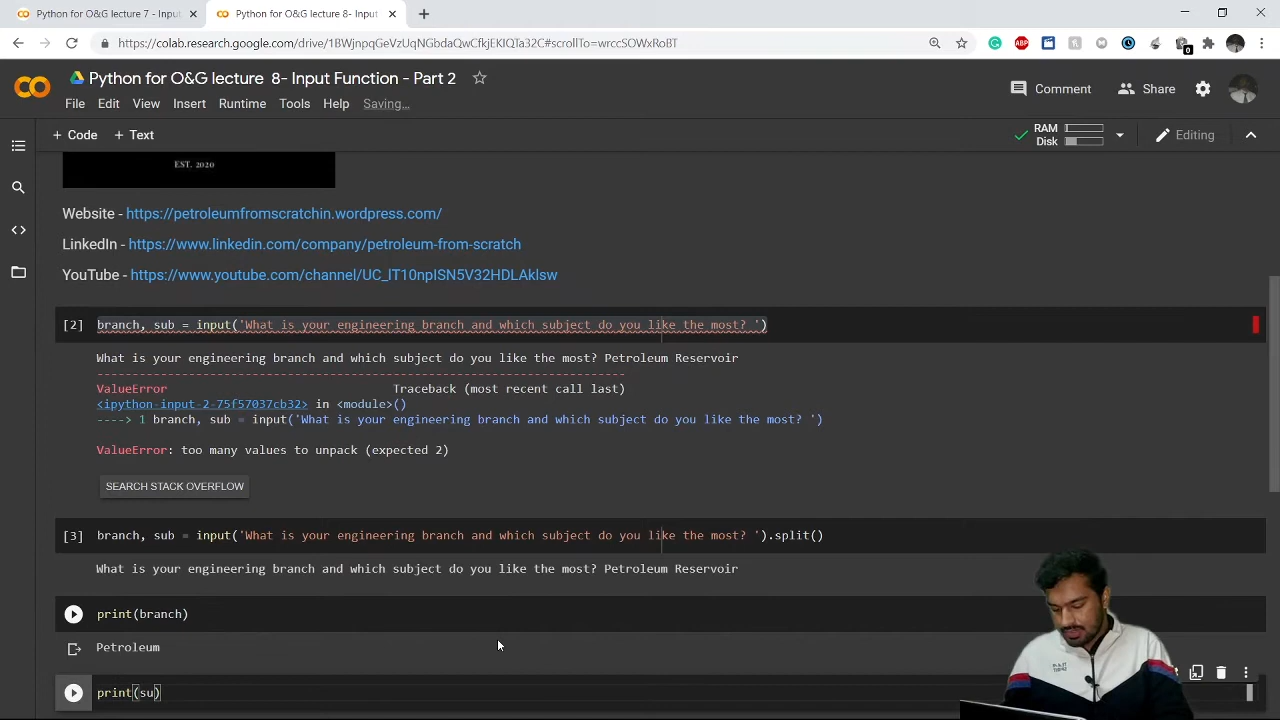 Python for O&G lecture 7 - Input
Python for O&G lecture 8- Input
https://colab.research.google.com/drive/1BWjnpnGeVzUqNGbdaQwCfbjEKIQTa32C#scrollTo=wrccSOWxRoBT
ABP
0
Python for O&G lecture 8- Input Function - Part 2
Comment
Share
File Edit View Insert Runtime Tools Help Saving...
+ Code + Text
RAM
Disk
Editing
EST. 2020
Website - https://petroleumfromscratchin.wordpress.com/
LinkedIn - https://www.linkedin.com/company/petroleum-from-scratch
YouTube - https://www.youtube.com/channel/UC_lT10npISN5V32HDLAklsw
[2] branch, sub = input('What is your engineering branch and which subject do you like the most? ')
What is your engineering branch and which subject do you like the most? Petroleum Reservoir
---------------------------------------------------------------------------
ValueError Traceback (most recent call last)
<ipython-input-2-75f57037cb32> in <module>()
----> 1 branch, sub = input('What is your engineering branch and which subject do you like the most? ')
ValueError: too many values to unpack (expected 2)
SEARCH STACK OVERFLOW
[3] branch, sub = input('What is your engineering branch and which subject do you like the most? ').split()
What is your engineering branch and which subject do you like the most? Petroleum Reservoir
print(branch)
Petroleum
print(su)